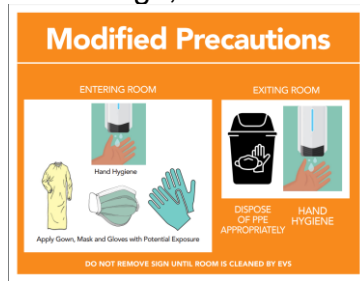 Modified Precautions
ENTERING ROOM
EXITING ROOM
Hand Hygiene
Apply Gown, Mask and Gloves with Potential Exposure
DISPOSE
OF PPE
APPROPRIATELY
HAND
HYGIENE
DO NOT REMOVE SIGN UNTIL ROOM IS CLEANED BY EVS